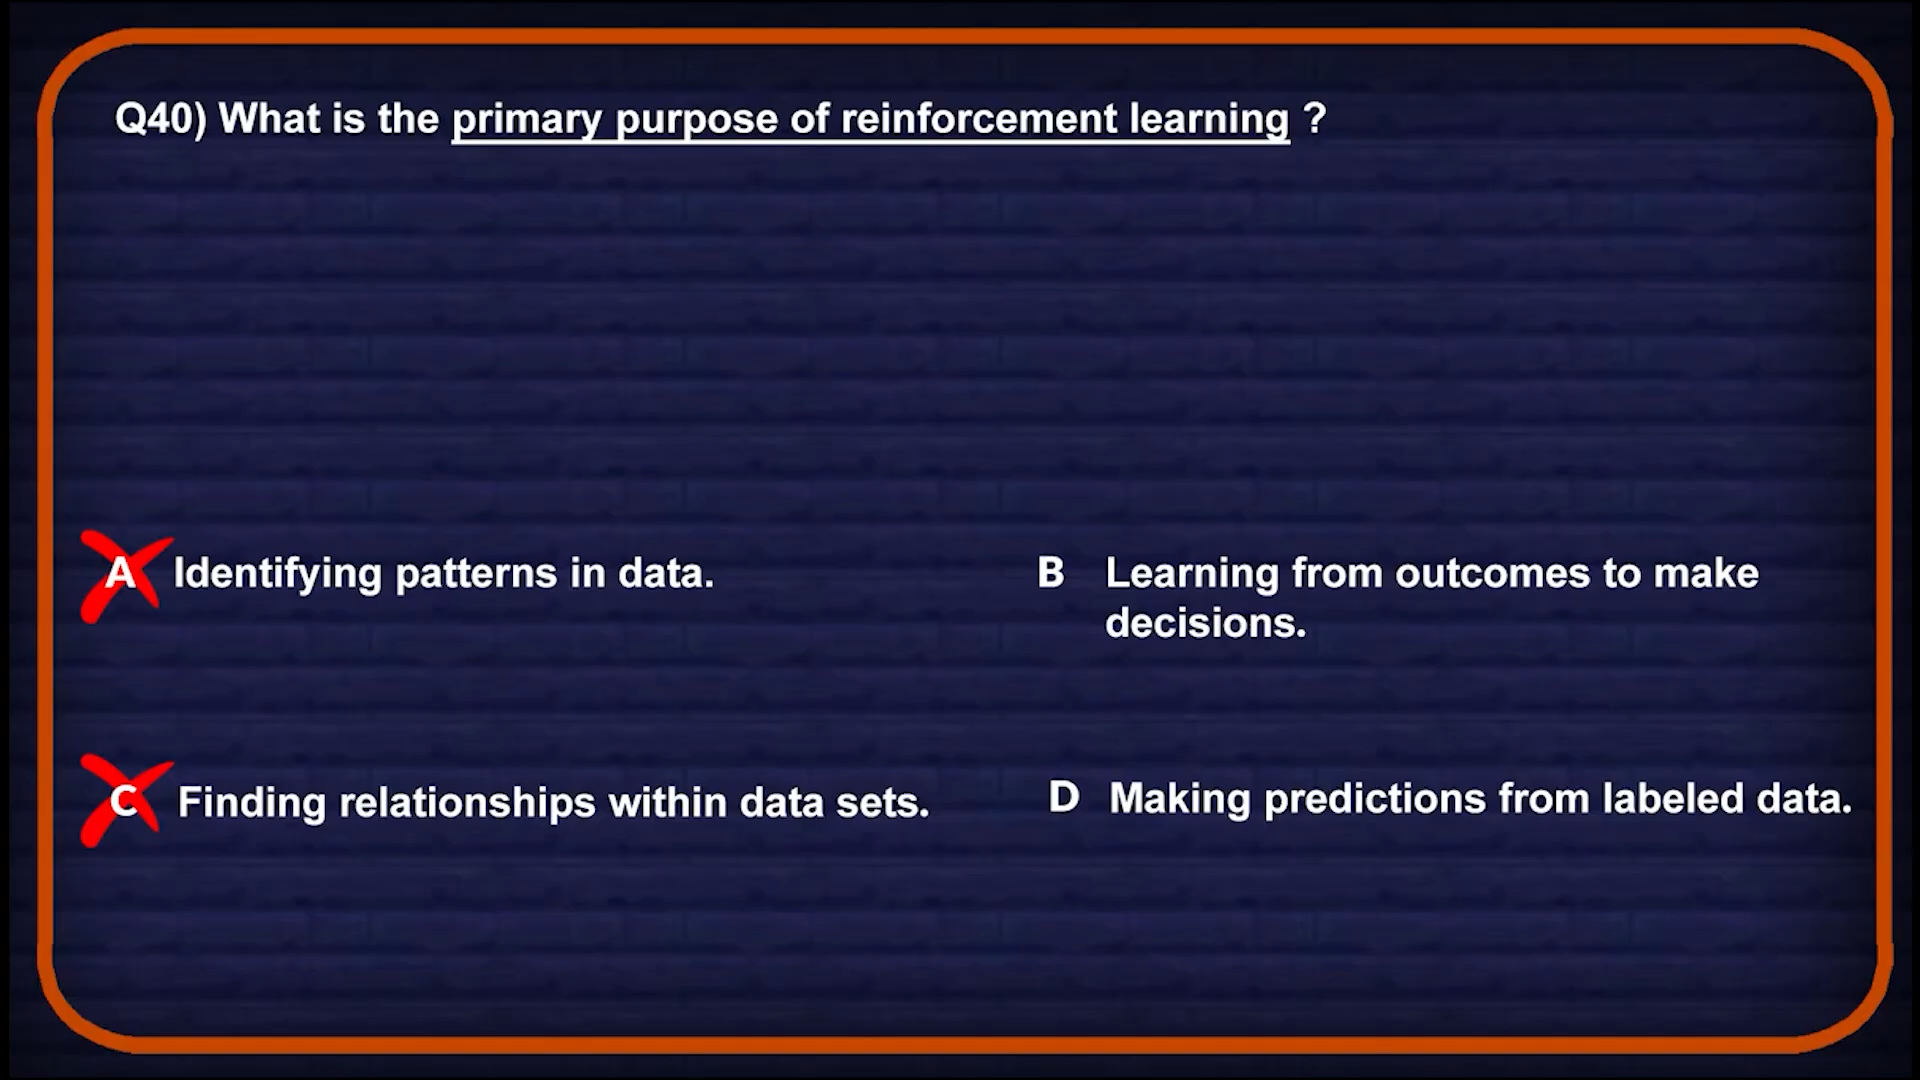 Q40) What is the primary purpose of reinforcement learning ?
A Identifying patterns in data.
B Learning from outcomes to make
decisions.
C Finding relationships within data sets.
D Making predictions from labeled data.